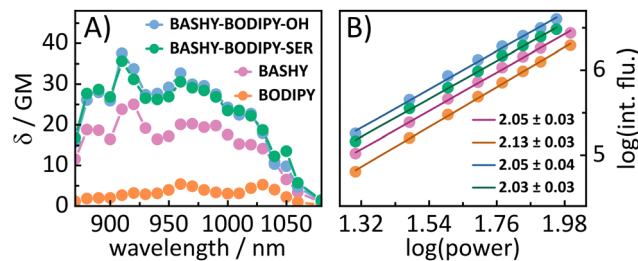 A)
BASHY-BODIPY-OH
BASHY-BODIPY-SER
BASHY
BODIPY
δ / GM
40
30
20
10
0
900
950
1000
1050
wavelength / nm
B)
2.05 ± 0.03
2.13 ± 0.03
2.05 ± 0.04
2.03 ± 0.03
1.32
1.54
1.76
1.98
log(power)
6
5
log(int. flu.)